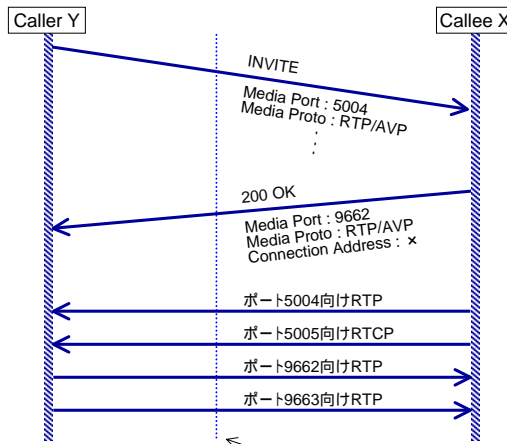 Caller Y
Callee X
INVITE
Media Port : 5004
Media Proto : RTP/AVP
. . .
200 OK
Media Port : 9662
Media Proto : RTP/AVP
Connection Address : ×
ポート5004向けRTP
ポート5005向けRTCP
ポート9662向けRTP
ポート9663向けRTP